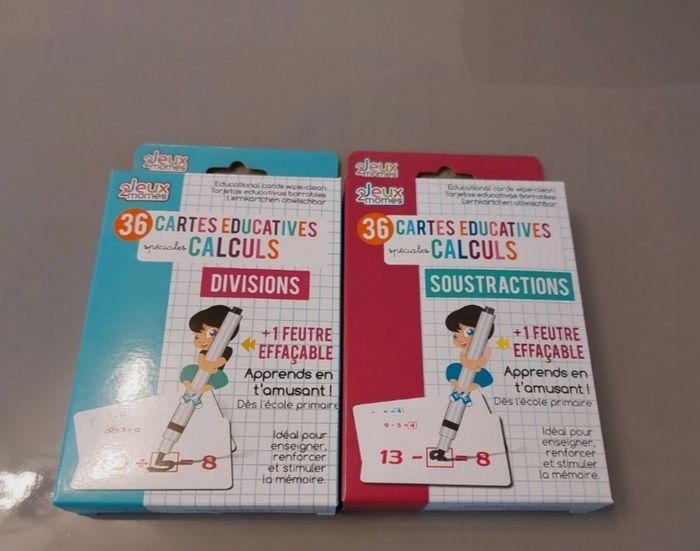 2Jeux
mômes
2Jeux
mômes
Educational cards wipe-clean
Tarjetas educativas borrables
Lernkartchen abwischbar
36 CARTES EDUCATIVES
spéciales CALCULS
DIVISIONS
+ 1 FEUTRE
EFFAÇABLE
Apprends en
t'amusant !
Dès l'école primaire
Idéal pour
enseigner,
renforcer
et stimuler
la mémoire.
= 8
2Jeux
mômes
2Jeux
mômes
Educational cards wipe-clean
Tarjetas educativas borrables
Lernkartchen abwischbar
36 CARTES EDUCATIVES
spéciales CALCULS
SOUSTRACTIONS
+ 1 FEUTRE
EFFAÇABLE
Apprends en
t'amusant !
Dès l'école primaire
9 - 5 = 4
13 - = 8
Idéal pour
enseigner,
renforcer
et stimuler
la mémoire.